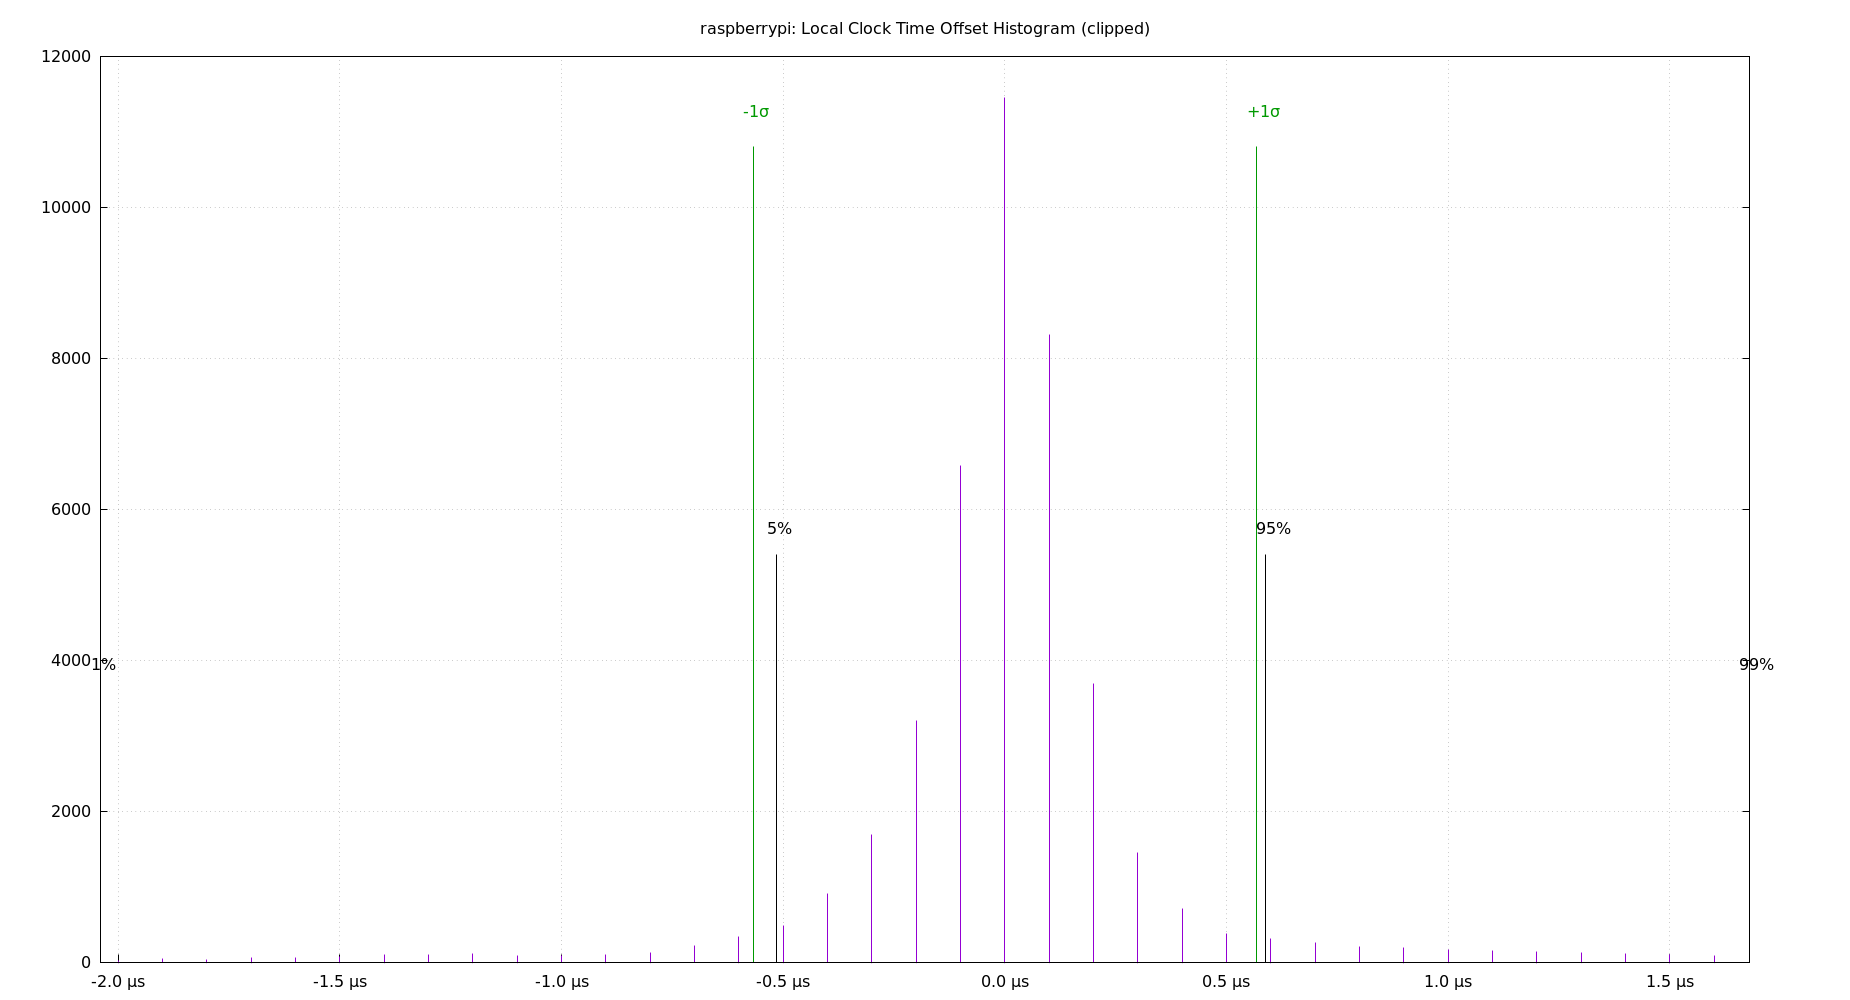 raspberrypi: Local Clock Time Offset Histogram (clipped)
12000
-1σ +1σ
10000
8000
6000
5% 95%
4000 1% 99%
2000
0
-2.0 μs -1.5 μs -1.0 μs -0.5 μs 0.0 μs 0.5 μs 1.0 μs 1.5 μs